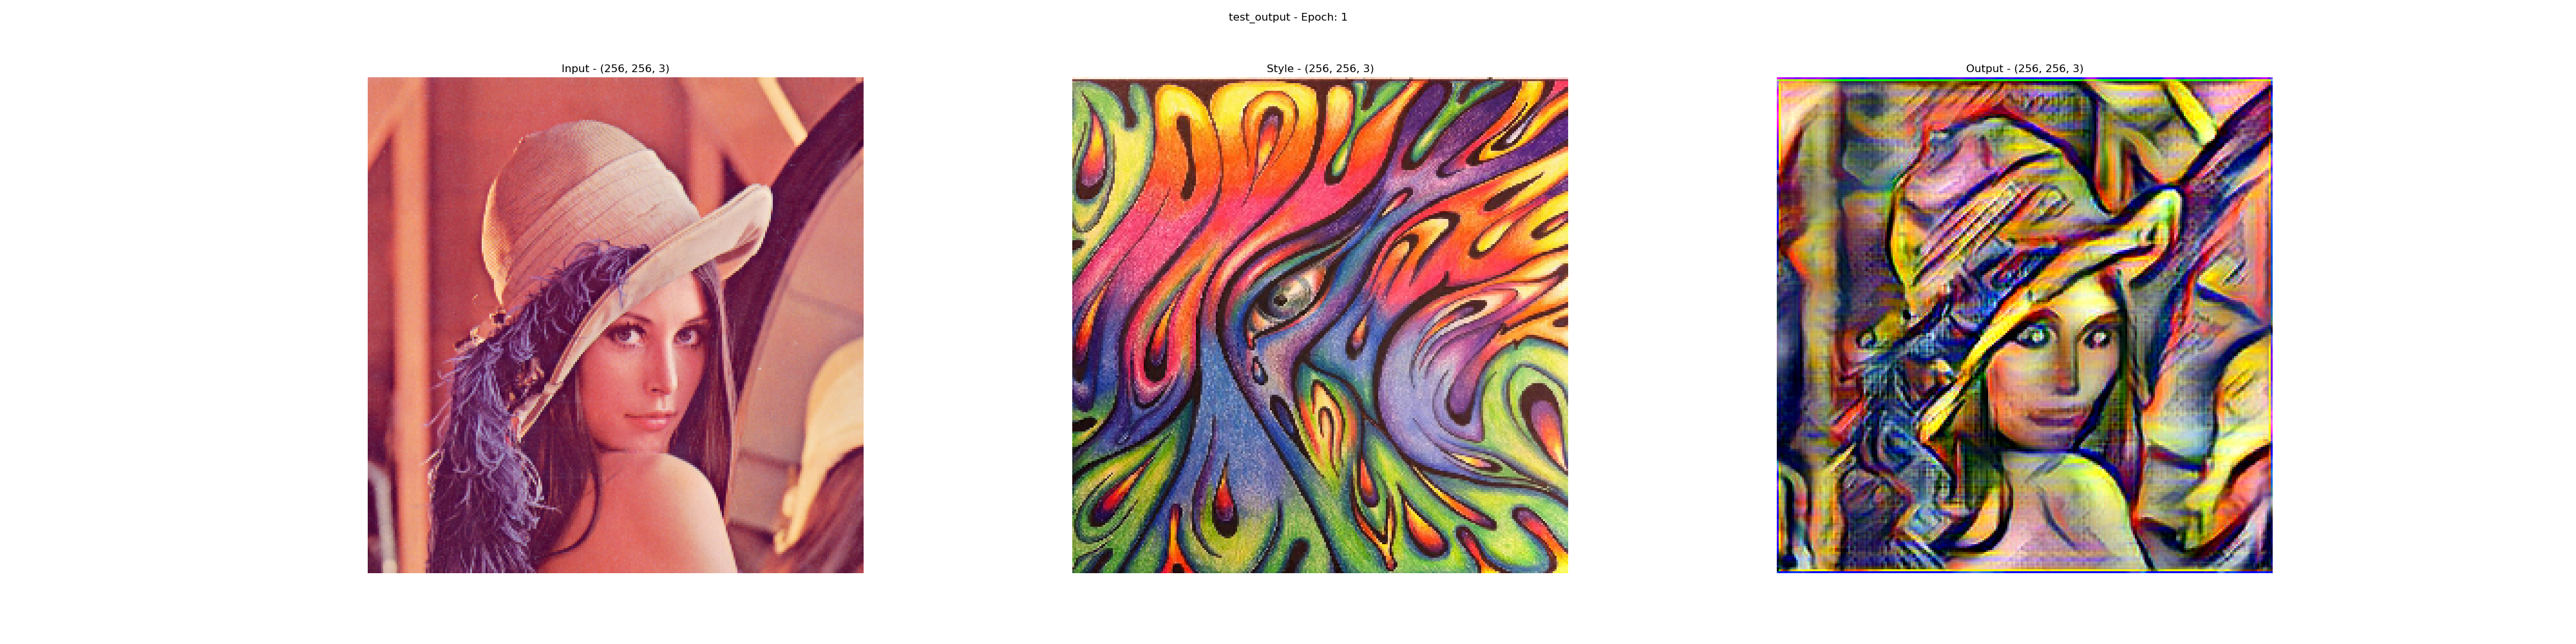 test_output - Epoch: 1
Input - (256, 256, 3)
Style - (256, 256, 3)
Output - (256, 256, 3)